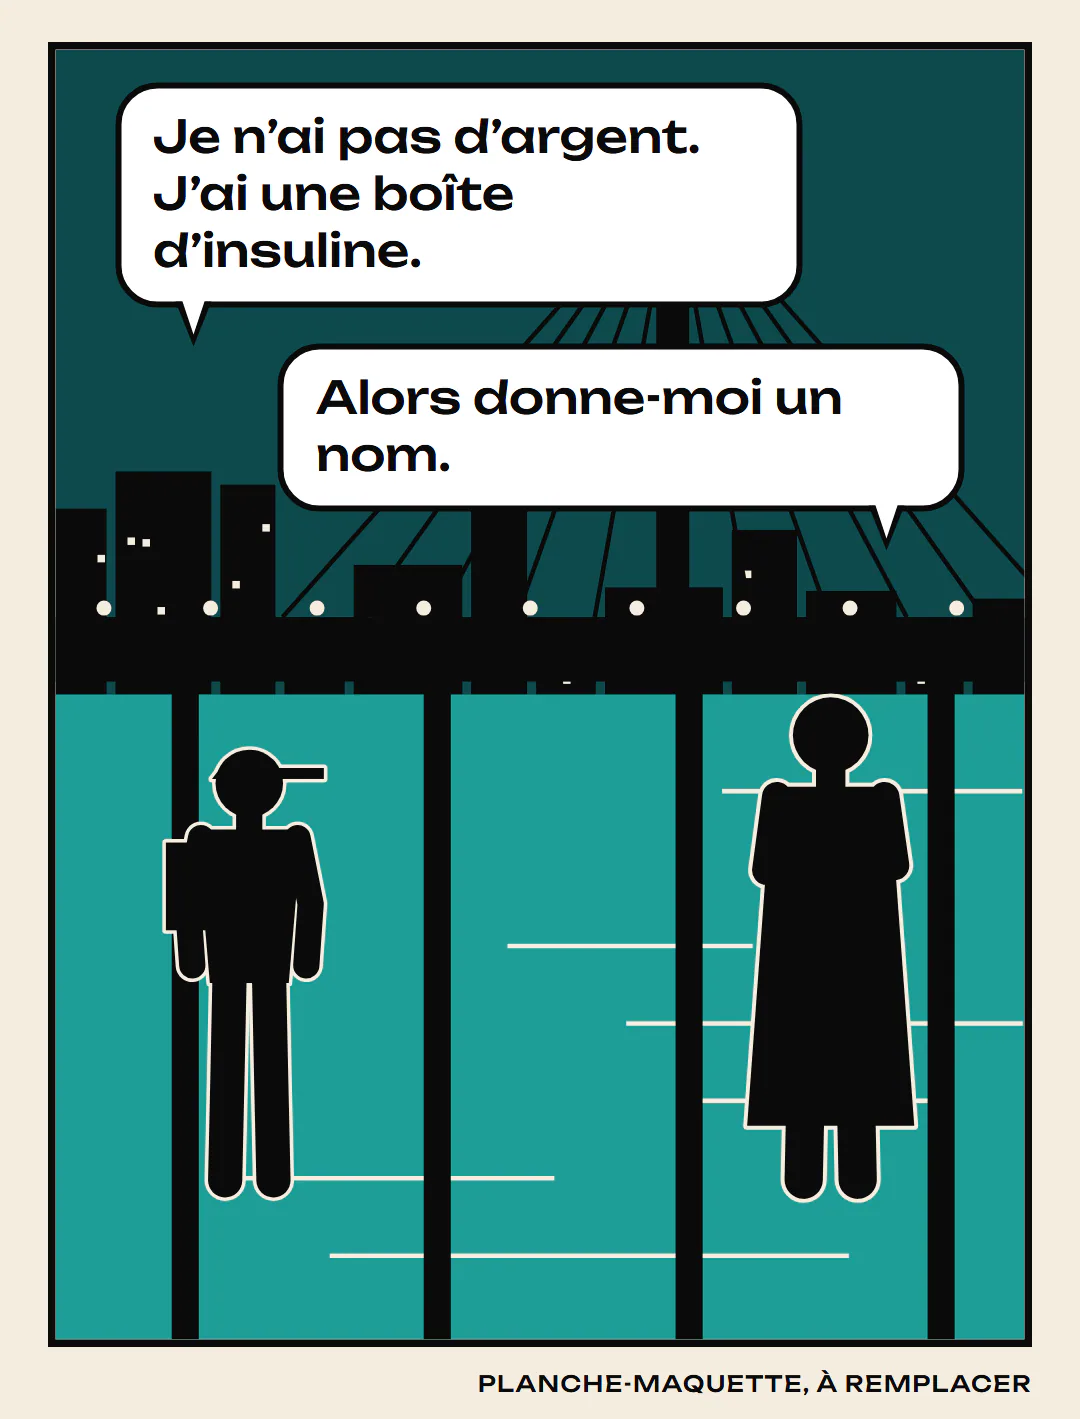 Je n’ai pas d’argent.
J’ai une boîte
d’insuline.
Alors donne-moi un
nom.
PLANCHE-MAQUETTE, À REMPLACER